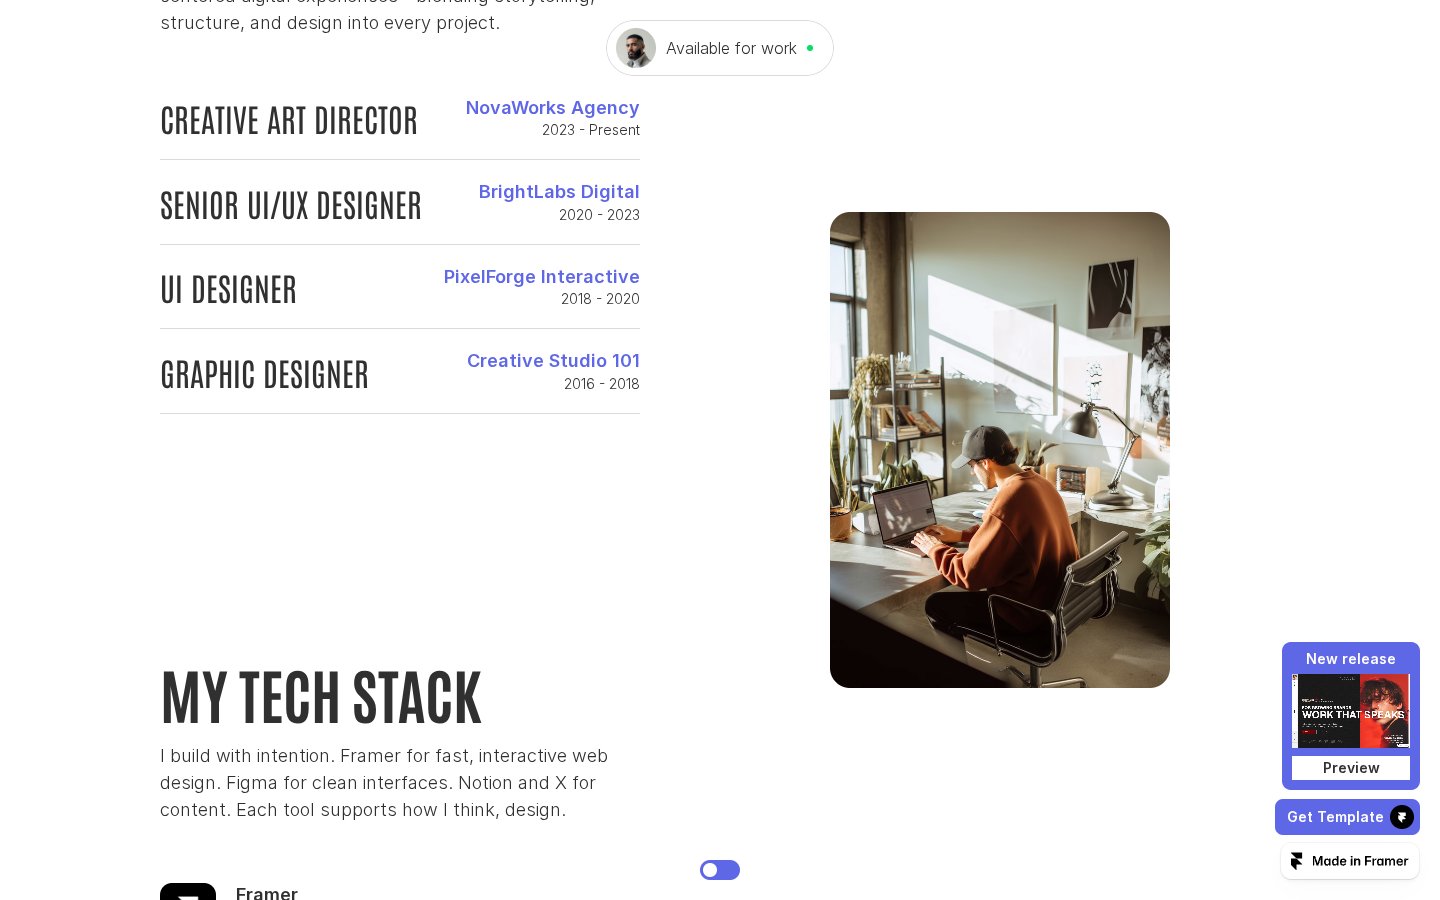 structure, and design into every project.
Available for work
CREATIVE ART DIRECTOR
NovaWorks Agency
2023 - Present
SENIOR UI/UX DESIGNER
BrightLabs Digital
2020 - 2023
UI DESIGNER
PixelForge Interactive
2018 - 2020
GRAPHIC DESIGNER
Creative Studio 101
2016 - 2018
MY TECH STACK
I build with intention. Framer for fast, interactive web
design. Figma for clean interfaces. Notion and X for
content. Each tool supports how I think, design.
Framer
New release
WORK THAT SPEAKS
Preview
Get Template
Made in Framer